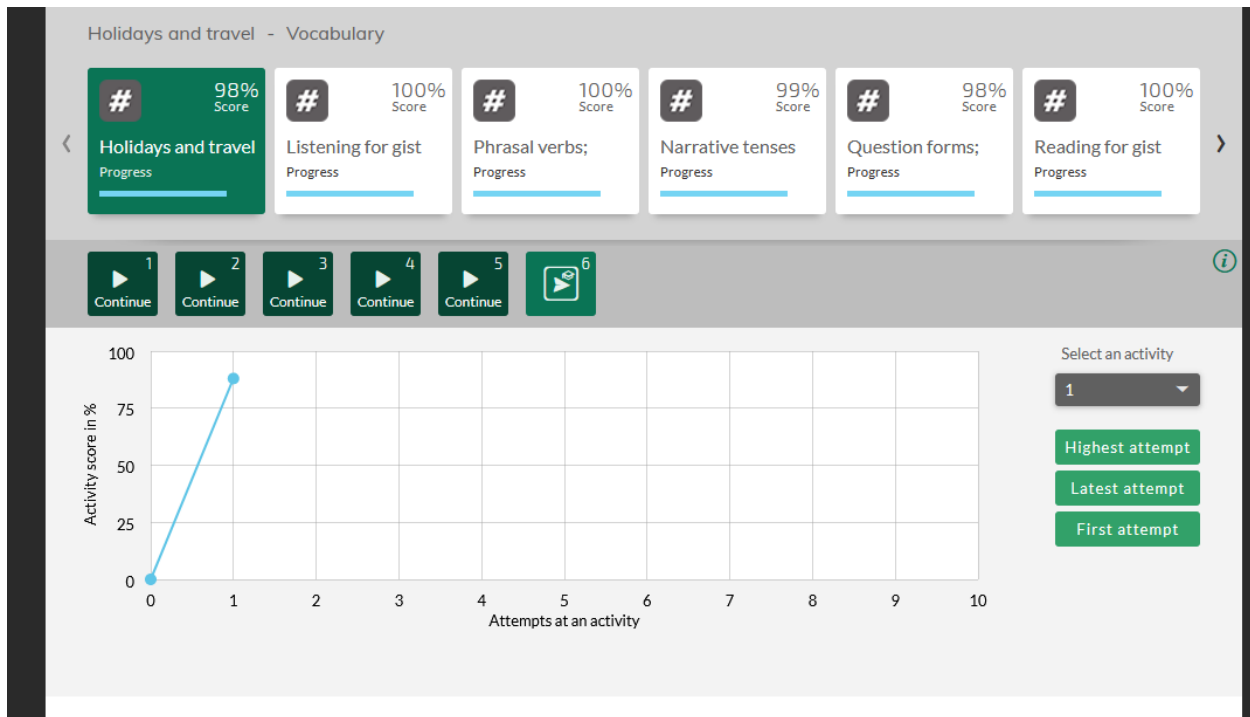 Holidays and travel - Vocabulary
# 98%
Score
Holidays and travel
Progress
# 100%
Score
Listening for gist
Progress
# 100%
Score
Phrasal verbs;
Progress
# 99%
Score
Narrative tenses
Progress
# 98%
Score
Question forms;
Progress
# 100%
Score
Reading for gist
Progress
1
Continue
2
Continue
3
Continue
4
Continue
5
Continue
6
i
Select an activity
1
Highest attempt
Latest attempt
First attempt
Activity score in %
100
75
50
25
0
0 1 2 3 4 5 6 7 8 9 10
Attempts at an activity